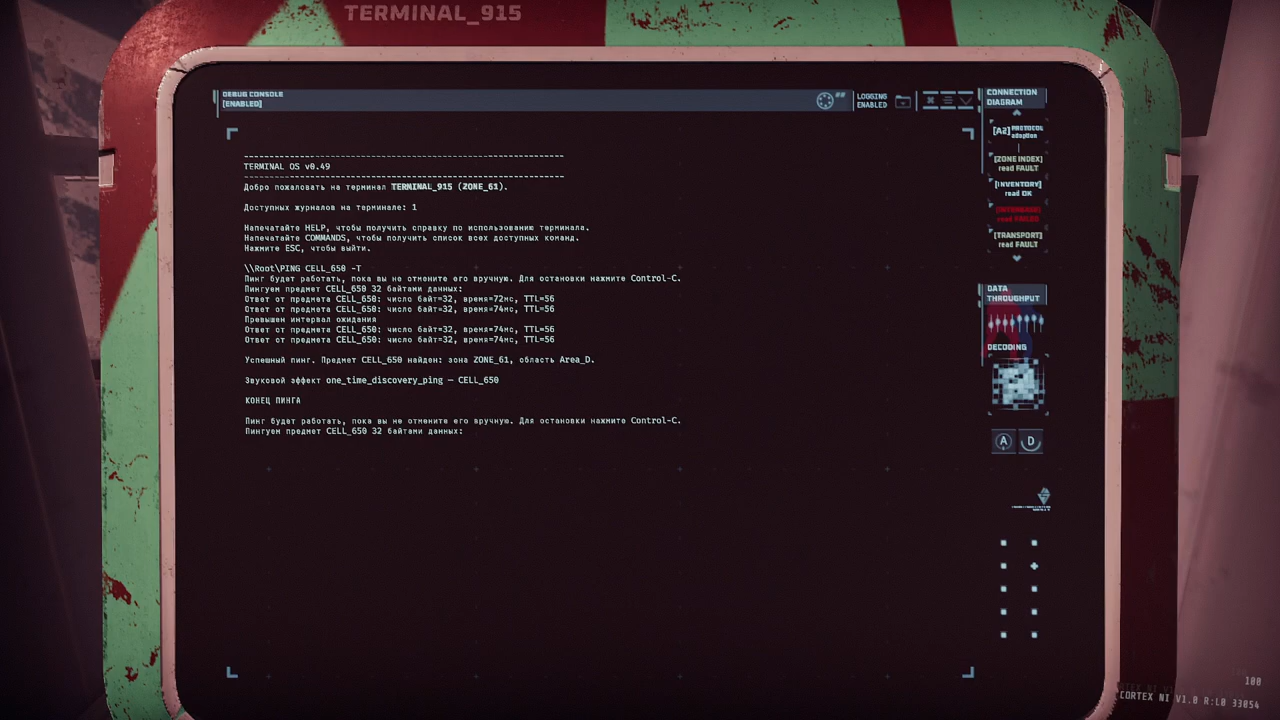 TERMINAL_915
DEBUG CONSOLE
[ENABLED]
LOGGING
ENABLED
--------------------------------------------------------------
TERMINAL OS v0.49
--------------------------------------------------------------
Добро пожаловать на терминал TERMINAL_915 (ZONE_61).
Доступных журналов на терминале: 1
Напечатайте HELP, чтобы получить справку по использованию терминала.
Напечатайте COMMANDS, чтобы получить список всех доступных команд.
Нажмите ESC, чтобы выйти.
\\Root\PING CELL_650 -T
Пинг будет работать, пока вы не отмените его вручную. Для остановки нажмите Control-C.
Пингуем предмет CELL_650 32 байтами данных:
Ответ от предмета CELL_650: число байт=32, время=72мс, TTL=56
Ответ от предмета CELL_650: число байт=32, время=74мс, TTL=56
Превышен интервал ожидания
Ответ от предмета CELL_650: число байт=32, время=74мс, TTL=56
Ответ от предмета CELL_650: число байт=32, время=74мс, TTL=56
Успешный пинг. Предмет CELL_650 найден: зона ZONE_61, область Area_D.
Звуковой эффект one_time_discovery_ping — CELL_650
КОНЕЦ ПИНГА
Пинг будет работать, пока вы не отмените его вручную. Для остановки нажмите Control-C.
Пингуем предмет CELL_650 32 байтами данных:
CONNECTION
DIAGRAM
[A2] PROTOCOL
adaption
[ZONE INDEX]
read FAULT
[INVENTORY]
read OK
read FAILED
[TRANSPORT]
read FAULT
DATA
THROUGHPUT
DECODING
A D
100
CORTEX NI V1.0 R:L0 33054